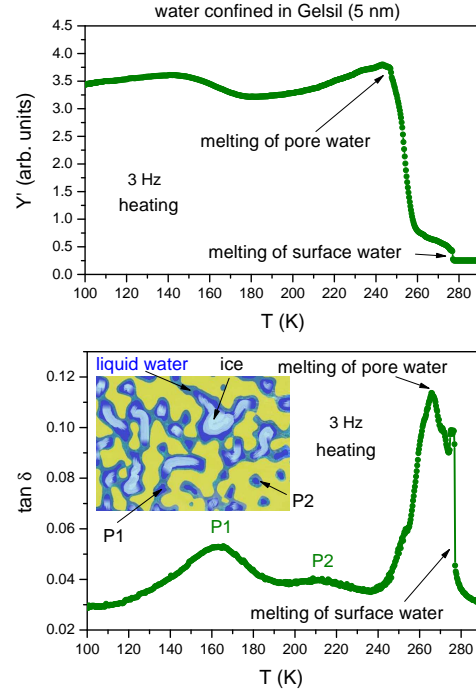 water confined in Gelsil (5 nm)
Y' (arb. units)
4.0
3.5
3.0
2.5
2.0
1.5
1.0
0.5
0.0
melting of pore water
3 Hz
heating
melting of surface water
100 120 140 160 180 200 220 240 260 280
T (K)
tan δ
0.12
0.10
0.08
0.06
0.04
0.02
liquid water
ice
melting of pore water
3 Hz
heating
P1
P2
P1
P2
melting of surface water
100 120 140 160 180 200 220 240 260 280
T (K)